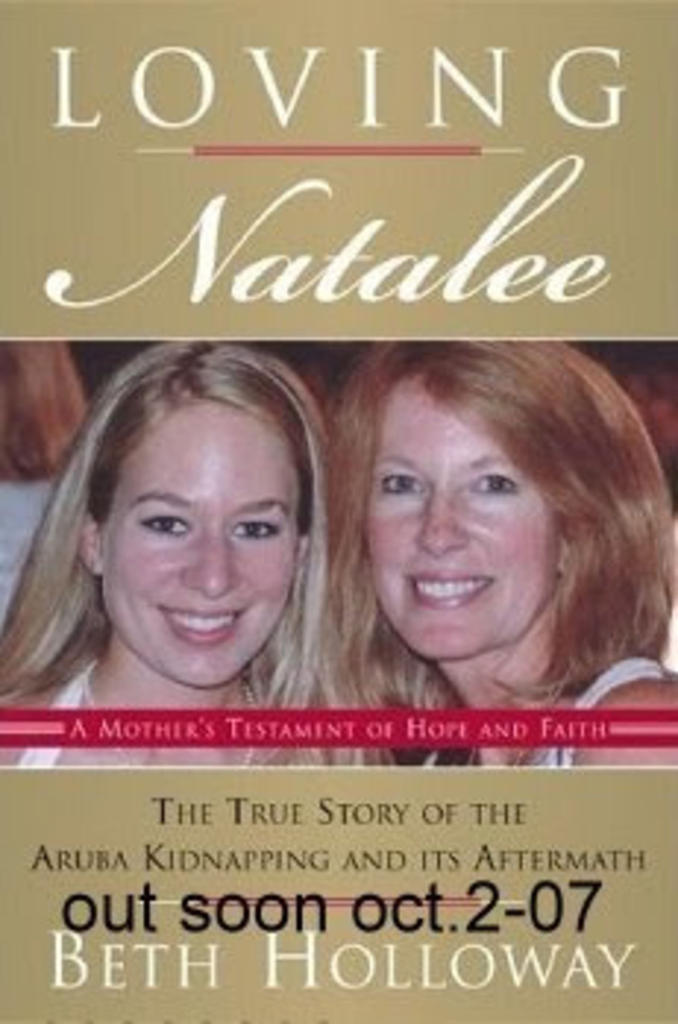 LOVING
Natalee
A MOTHER'S TESTAMENT OF HOPE AND FAITH
THE TRUE STORY OF THE
ARUBA KIDNAPPING AND ITS AFTERMATH
out soon oct.2-07
BETH HOLLOWAY